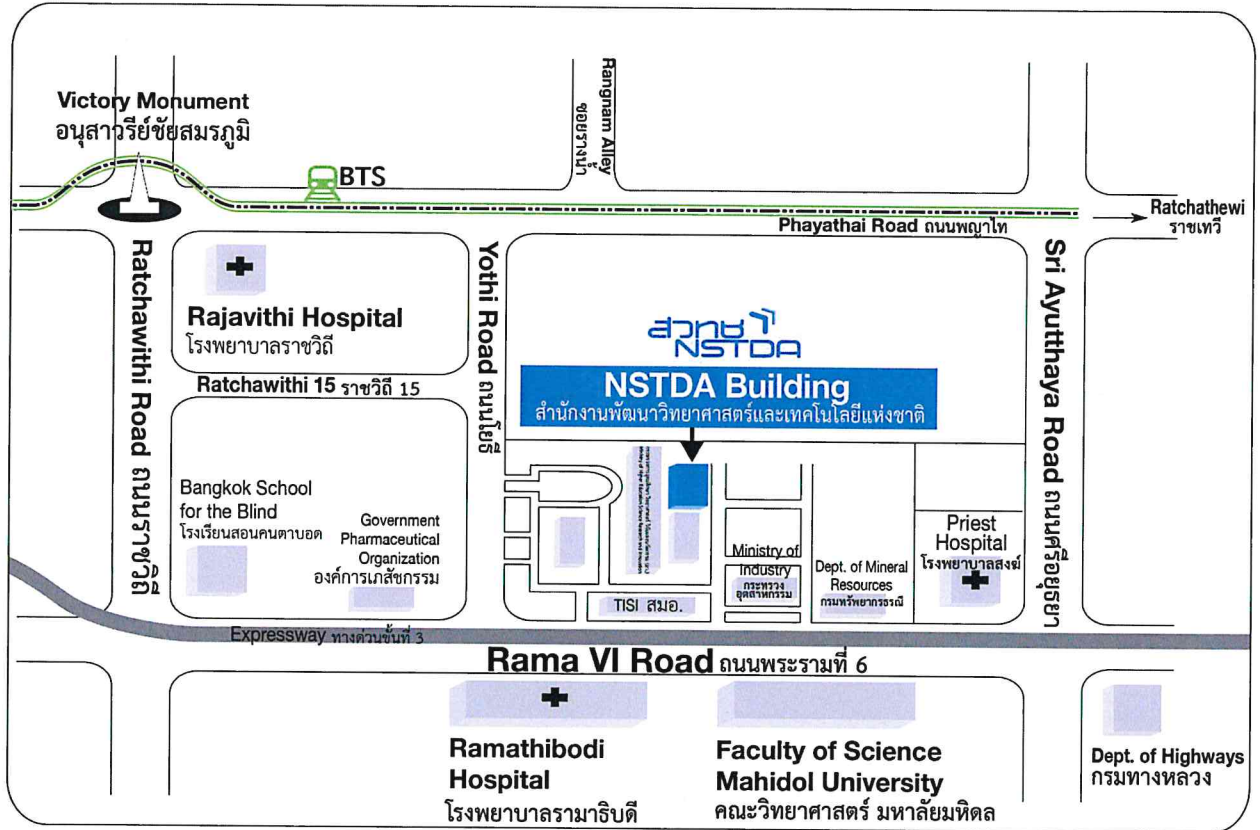 Victory Monument
อนุสาวรีย์ชัยสมรภูมิ
Rangnam Alley
ซอยรางน้ำ
BTS
Ratchathewi
ราชเทวี
Phayathai Road ถนนพญาไท
Ratchawithi Road ถนนราชวิถี
Rajavithi Hospital
โรงพยาบาลราชวิถี
Yothi Road ถนนโยธี
Sri Ayutthaya Road ถนนศรีอยุธยา
สวทช
NSTDA
Ratchawithi 15 ราชวิถี 15
NSTDA Building
สำนักงานพัฒนาวิทยาศาสตร์และเทคโนโลยีแห่งชาติ
Bangkok School
for the Blind
โรงเรียนสอนคนตาบอด
Government
Pharmaceutical
Organization
องค์การเภสัชกรรม
Ministry of
Industry
กระทรวง
อุตสาหกรรม
Dept. of Mineral
Resources
กรมทรัพยากรธรณี
Priest
Hospital
โรงพยาบาลสงฆ์
TISI สมอ.
Expressway ทางด่วนขั้นที่ 3
Rama VI Road ถนนพระรามที่ 6
Ramathibodi
Hospital
โรงพยาบาลรามาธิบดี
Faculty of Science
Mahidol University
คณะวิทยาศาสตร์ มหาลัยมหิดล
Dept. of Highways
กรมทางหลวง